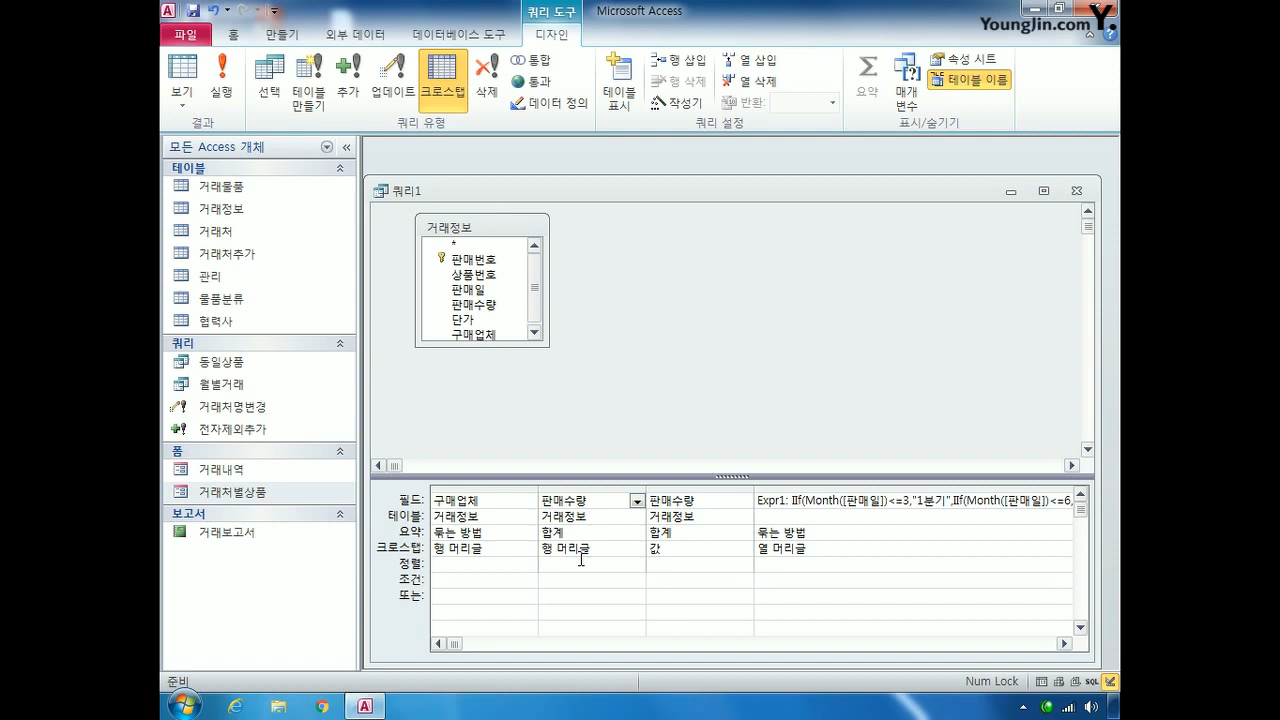 쿼리 도구
Microsoft Access
YoungJin.com Y.
파일
홈
만들기
외부 데이터
데이터베이스 도구
디자인
보기
실행
결과
선택
테이블
만들기
추가
업데이트
크로스탭
삭제
통합
통과
데이터 정의
쿼리 유형
테이블
표시
행 삽입
행 삭제
작성기
열 삽입
열 삭제
반환:
쿼리 설정
Σ
요약
매개
변수
속성 시트
테이블 이름
표시/숨기기
모든 Access 개체
테이블
거래물품
거래정보
거래처
거래처추가
관리
물품분류
협력사
쿼리
동일상품
월별거래
거래처명변경
전자제외추가
폼
거래내역
거래처별상품
보고서
거래보고서
쿼리1
거래정보
*
판매번호
상품번호
판매일
판매수량
단가
구매업체
필드: 구매업체 판매수량 판매수량 Expr1: IIf(Month([판매일])<=3,"1분기",IIf(Month([판매일])<=6,
테이블: 거래정보 거래정보 거래정보
요약: 묶는 방법 합계 합계 묶는 방법
크로스탭: 행 머리글 행 머리글 값 열 머리글
정렬:
조건:
또는:
준비
Num Lock
SQL